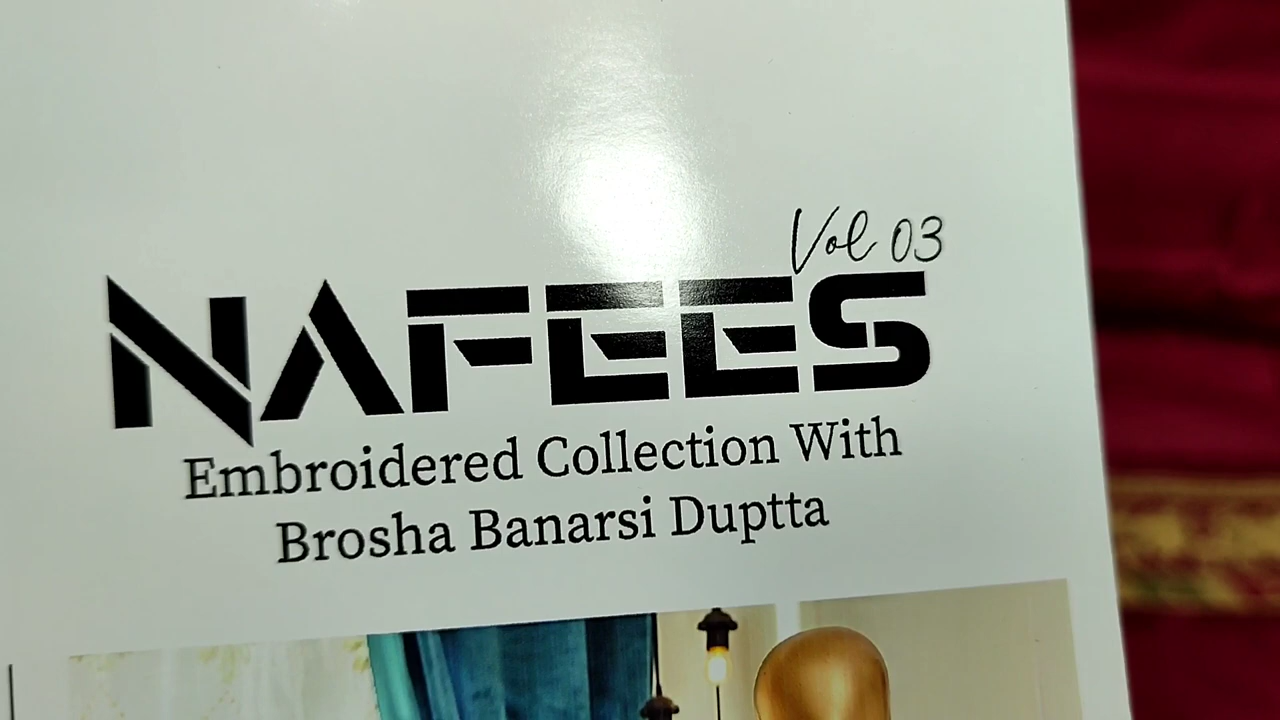 Vol 03
NAFEES
Embroidered Collection With
Brosha Banarsi Duptta